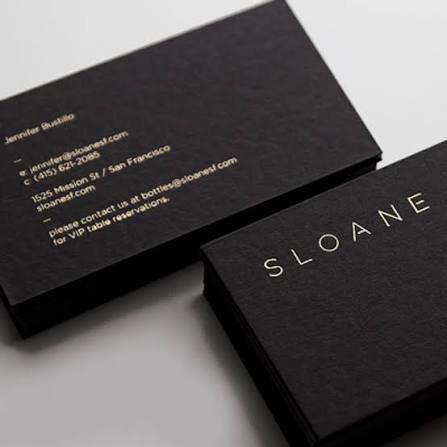 Jennifer Bustillo
—
e: jennifer@sloanesf.com
c: (415) 621-2085
1525 Mission St / San Francisco
sloanesf.com
—
please contact us at bottles@sloanesf.com
for VIP table reservations.
SLOANE